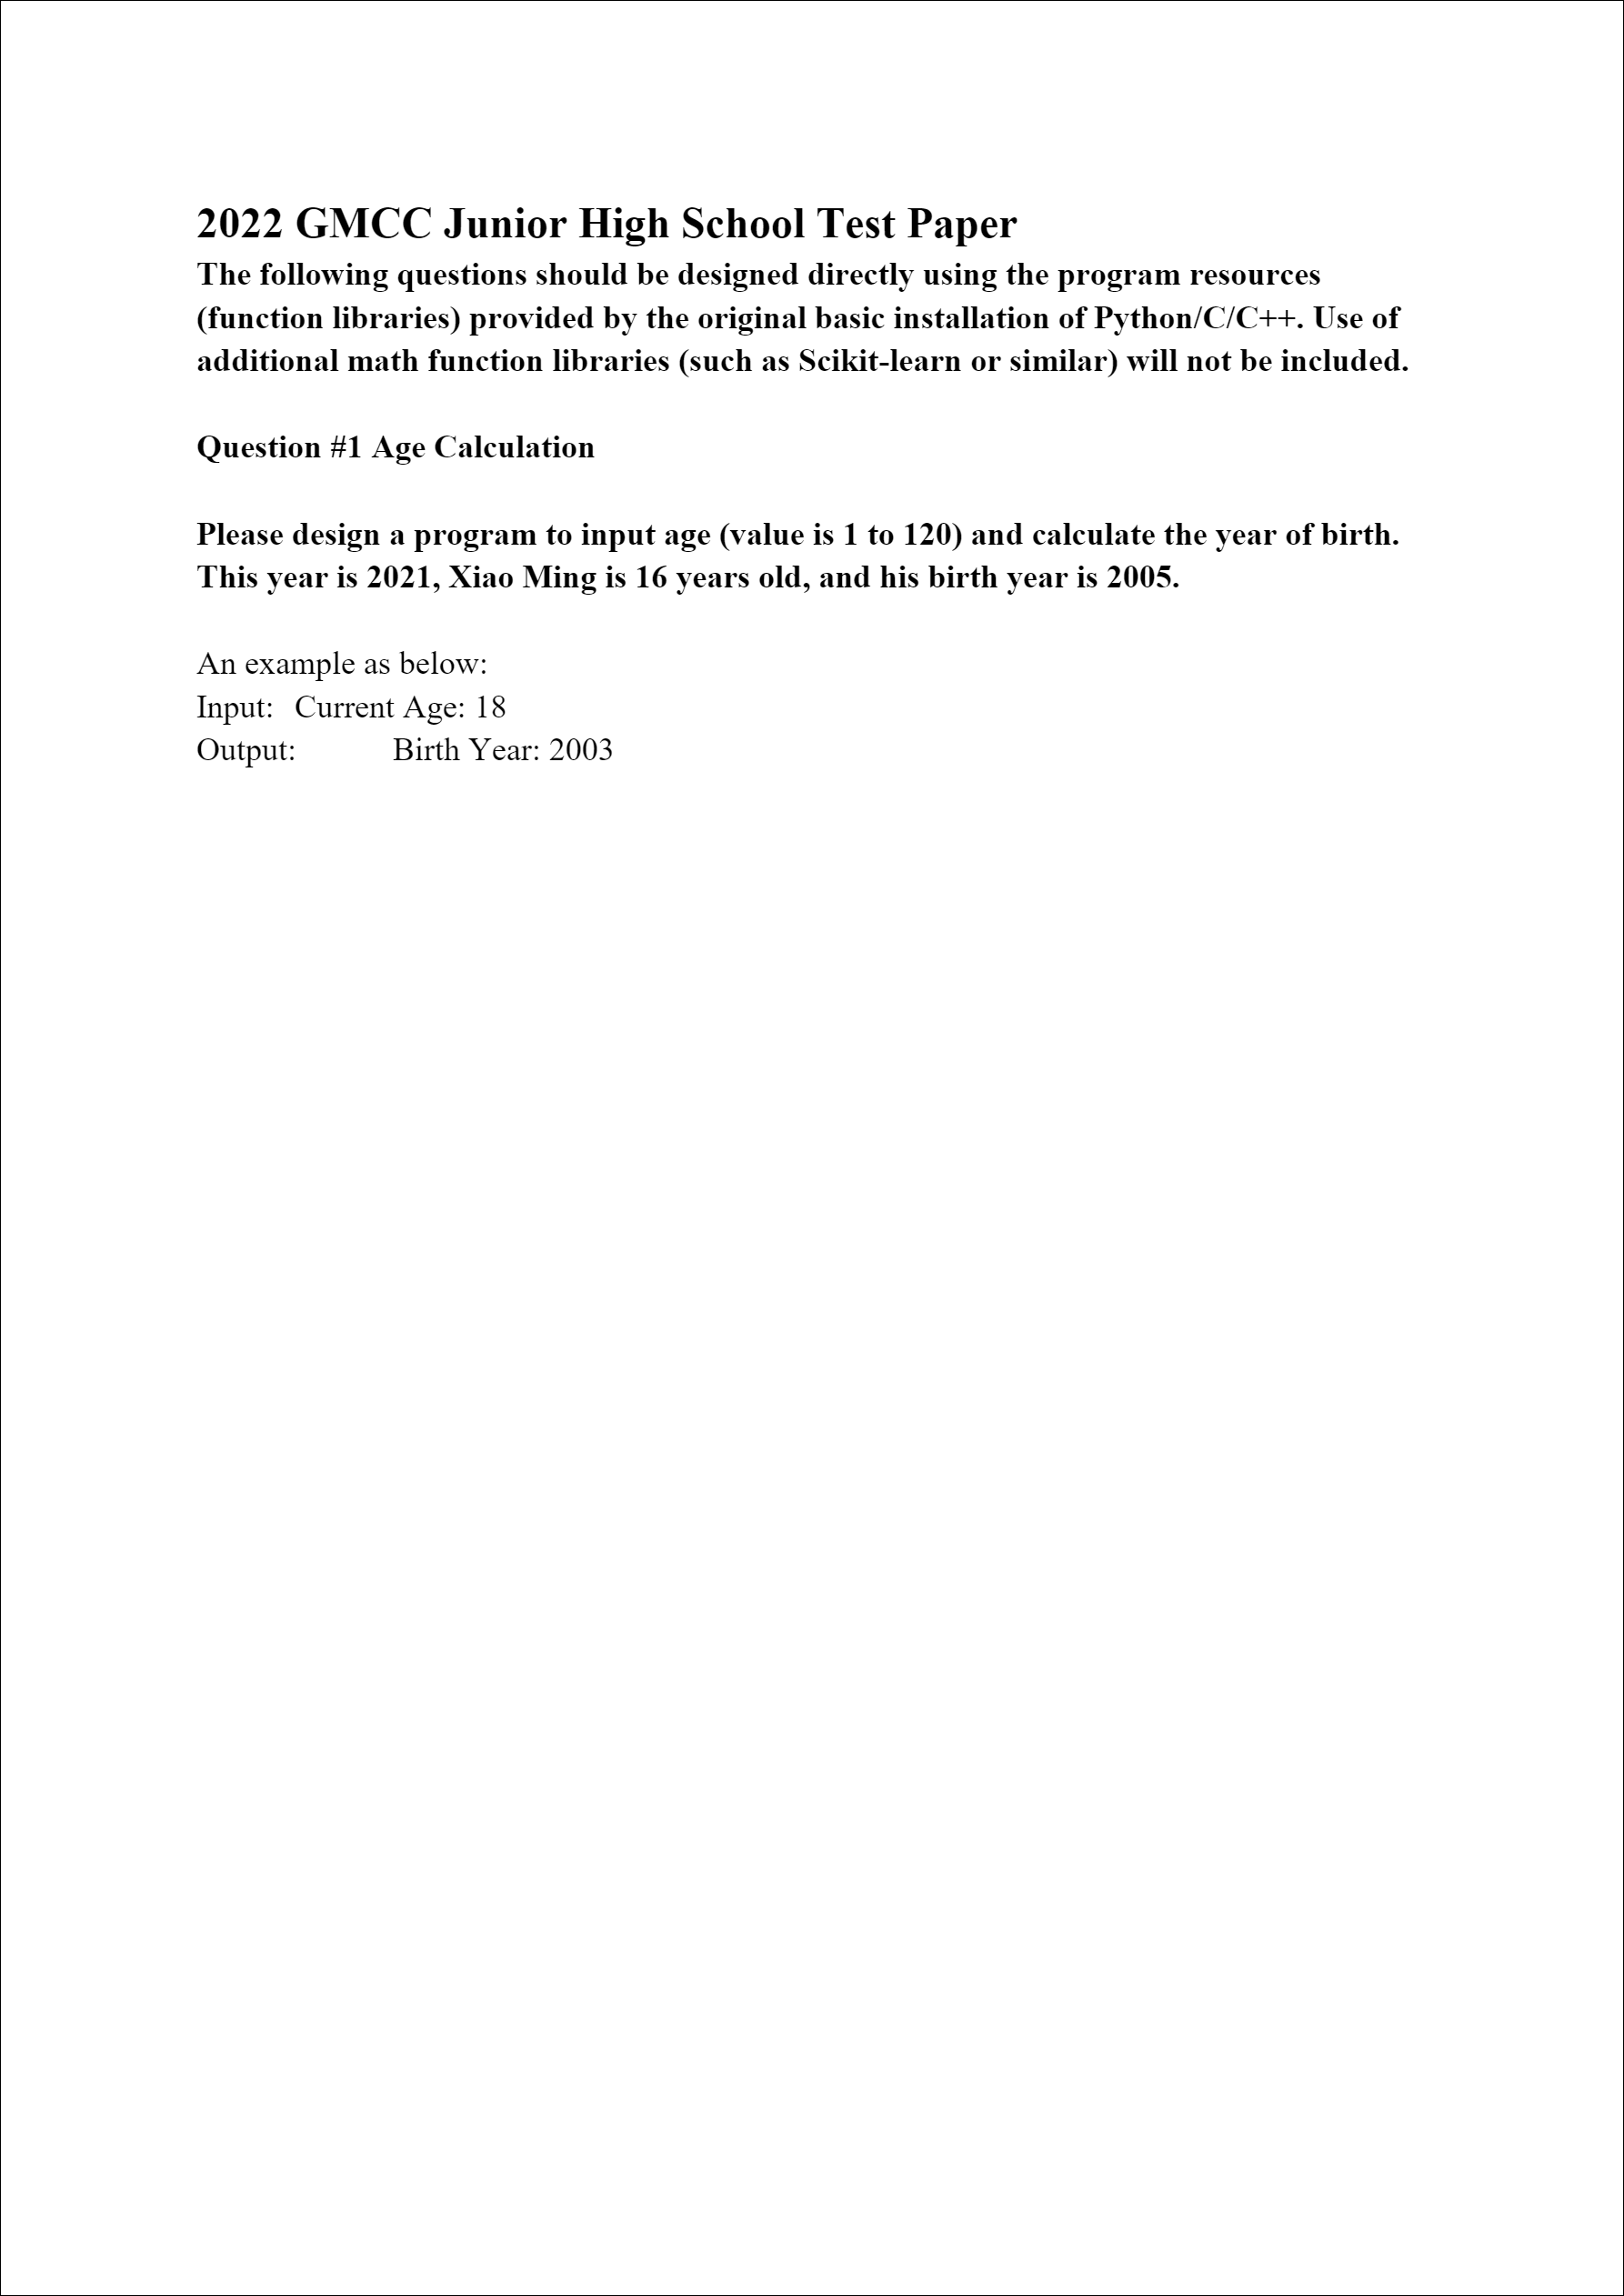 2022 GMCC Junior High School Test Paper
The following questions should be designed directly using the program resources
(function libraries) provided by the original basic installation of Python/C/C++. Use of
additional math function libraries (such as Scikit-learn or similar) will not be included.
Question #1 Age Calculation
Please design a program to input age (value is 1 to 120) and calculate the year of birth.
This year is 2021, Xiao Ming is 16 years old, and his birth year is 2005.
An example as below:
Input: Current Age: 18
Output: Birth Year: 2003